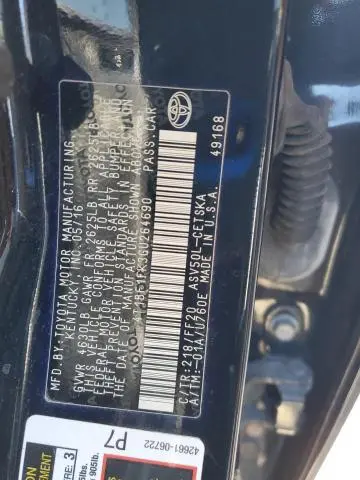 MFD. BY: TOYOTA MOTOR MANUFACTURING,
KENTUCKY, INC. 05/16
GVWR 4630LB GAWR FR 2625LB RR 2625LB
THIS VEHICLE CONFORMS TO ALL APPLICABLE
FEDERAL MOTOR VEHICLE SAFETY, BUMPER, AND
THEFT PREVENTION STANDARDS IN EFFECT ON
THE DATE OF MANUFACTURE SHOWN ABOVE.
PASS.CAR
C/TR: 218/FF20 ASV50L-CETSKA
A/TM: -01A/U760E MADE IN U.S.A.
49168
42661-06722
P7